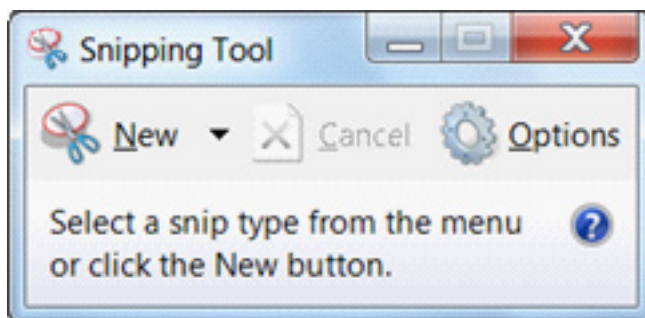 Snipping Tool
New Cancel Options
Select a snip type from the menu
or click the New button.
?